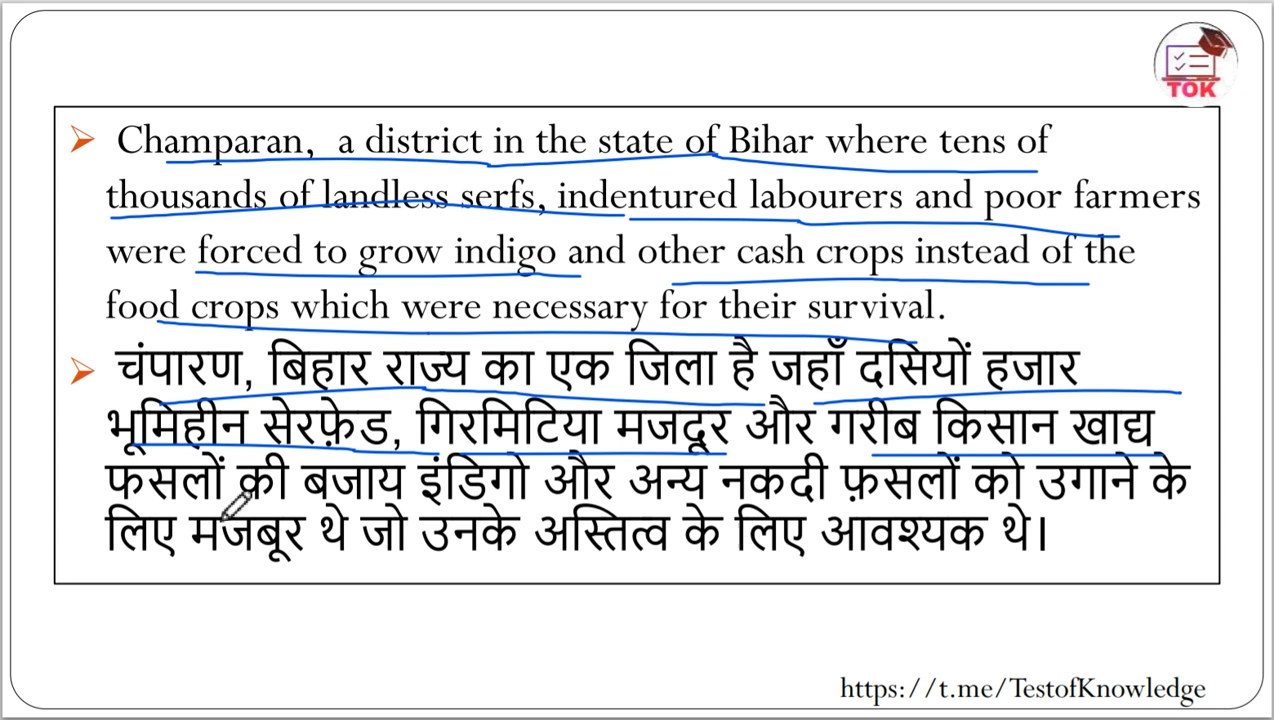 TOK
Champaran, a district in the state of Bihar where tens of
thousands of landless serfs, indentured labourers and poor farmers
were forced to grow indigo and other cash crops instead of the
food crops which were necessary for their survival.
चंपारण, बिहार राज्य का एक जिला है जहाँ दसियों हजार
भूमिहीन सेरफ़ेड, गिरमिटिया मजदूर और गरीब किसान खाद्य
फसलों की बजाय इंडिगो और अन्य नकदी फ़सलों को उगाने के
लिए मजबूर थे जो उनके अस्तित्व के लिए आवश्यक थे।
https://t.me/TestofKnowledge